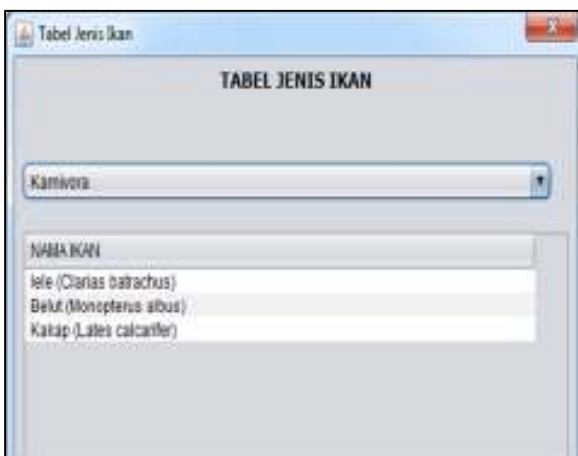 Tabel Jenis Ikan
TABEL JENIS IKAN
Karnivora
NAMA IKAN
lele (Clarias batrachus)
Belut (Monopterus albus)
Kakap (Lates calcarifer)